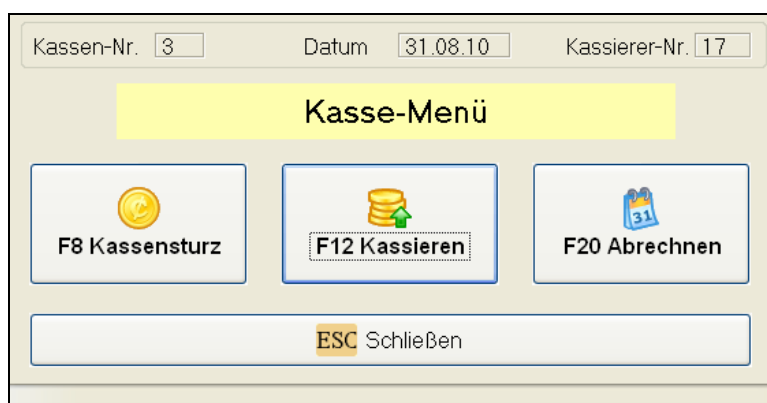 Kassen-Nr. 3 Datum 31.08.10 Kassierer-Nr. 17
Kasse-Menü
31
F8 Kassensturz F12 Kassieren F20 Abrechnen
ESC Schließen